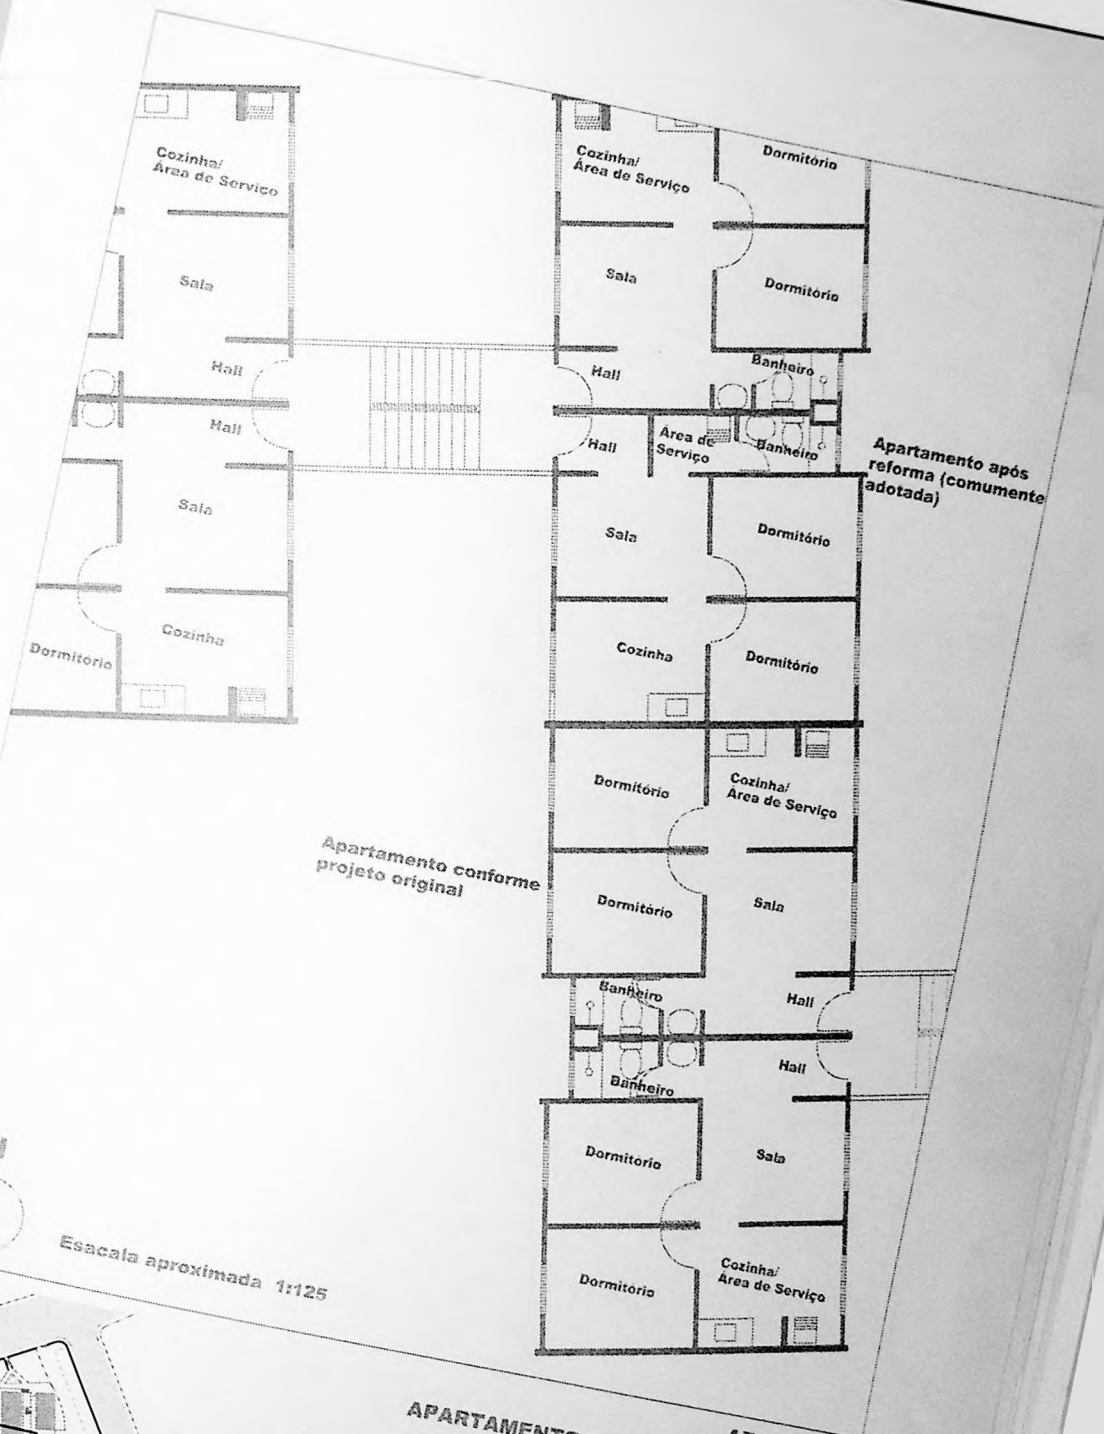 Cozinha/
Área de Serviço
Sala
Hall
Hall
Sala
Cozinha
Dormitório
Cozinha/
Área de Serviço
Dormitório
Sala
Dormitório
Hall
Banheiro
Hall
Área de
Serviço
Banheiro
Apartamento após
reforma (comumente
adotada)
Sala
Dormitório
Cozinha
Dormitório
Dormitório
Cozinha/
Área de Serviço
Apartamento conforme
projeto original
Dormitório
Sala
Banheiro
Hall
Hall
Banheiro
Dormitório
Sala
Dormitório
Cozinha/
Área de Serviço
Esacala aproximada 1:125